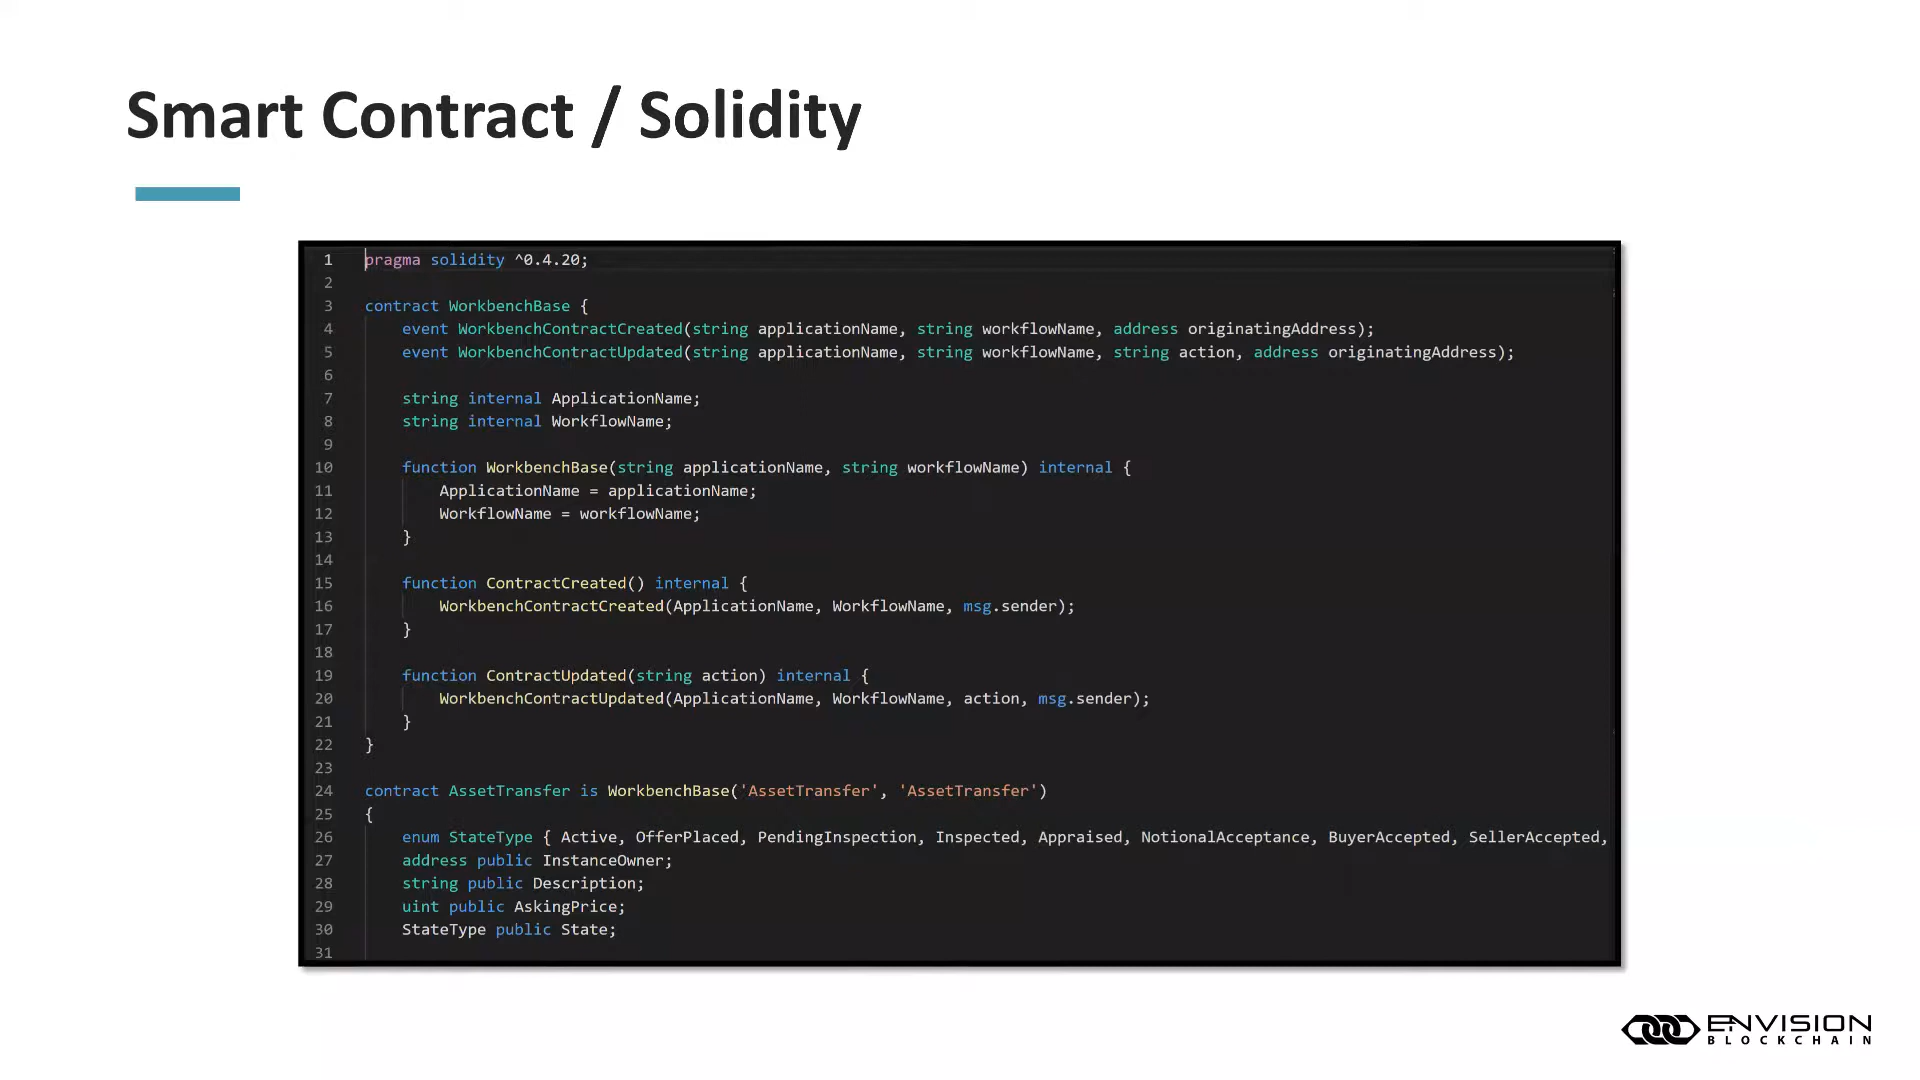 Smart Contract / Solidity
1 pragma solidity ^0.4.20;
2
3 contract WorkbenchBase {
4 event WorkbenchContractCreated(string applicationName, string workflowName, address originatingAddress);
5 event WorkbenchContractUpdated(string applicationName, string workflowName, string action, address originatingAddress);
6
7 string internal ApplicationName;
8 string internal WorkflowName;
9
10 function WorkbenchBase(string applicationName, string workflowName) internal {
11 ApplicationName = applicationName;
12 WorkflowName = workflowName;
13 }
14
15 function ContractCreated() internal {
16 WorkbenchContractCreated(ApplicationName, WorkflowName, msg.sender);
17 }
18
19 function ContractUpdated(string action) internal {
20 WorkbenchContractUpdated(ApplicationName, WorkflowName, action, msg.sender);
21 }
22 }
23
24 contract AssetTransfer is WorkbenchBase('AssetTransfer', 'AssetTransfer')
25 {
26 enum StateType { Active, OfferPlaced, PendingInspection, Inspected, Appraised, NotionalAcceptance, BuyerAccepted, SellerAccepted,
27 address public InstanceOwner;
28 string public Description;
29 uint public AskingPrice;
30 StateType public State;
31
ENVISION
BLOCKCHAIN